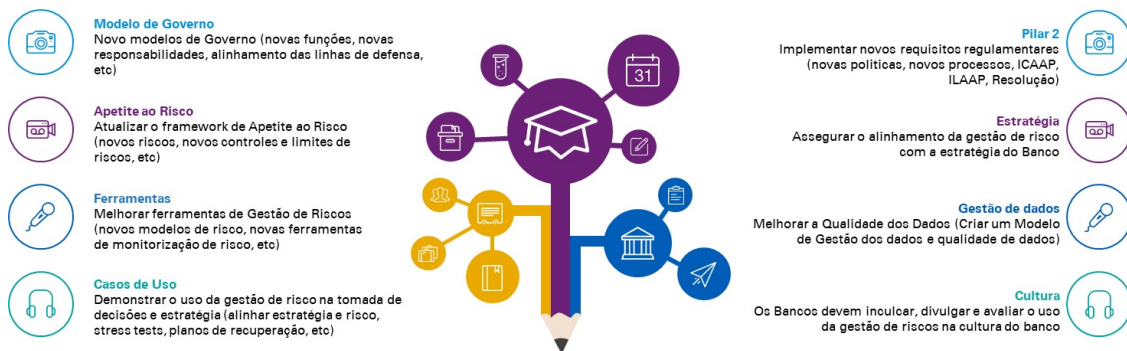 Modelo de Governo
Novo modelos de Governo (novas funções, novas
responsabilidades, alinhamento das linhas de defensa,
etc)
Apetite ao Risco
Atualizar o framework de Apetite ao Risco
(novos riscos, novos controles e limites de
riscos, etc)
Ferramentas
Melhorar ferramentas de Gestão de Riscos
(novos modelos de risco, novas ferramentas
de monitorização de risco, etc)
Casos de Uso
Demonstrar o uso da gestão de risco na tomada de
decisões e estratégia (alinhar estratégia e risco,
stress tests, planos de recuperação, etc)
31
Pilar 2
Implementar novos requisitos regulamentares
(novas politicas, novos processos, ICAAP,
ILAAP, Resolução)
Estratégia
Assegurar o alinhamento da gestão de risco
com a estratégia do Banco
Gestão de dados
Melhorar a Qualidade dos Dados (Criar um Modelo
de Gestão dos dados e qualidade de dados)
Cultura
Os Bancos devem inculcar, divulgar e avaliar o uso
da gestão de riscos na cultura do banco